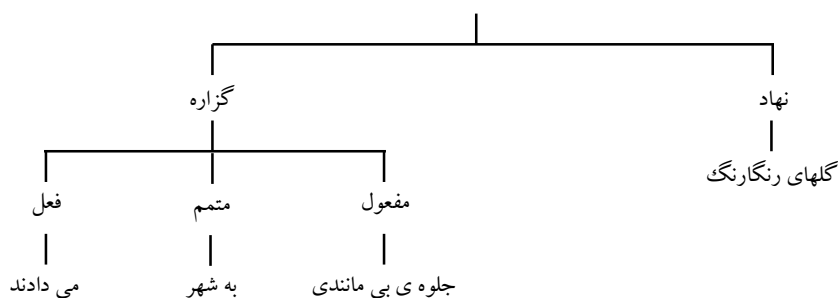 نهاد گزاره
گلهای رنگارنگ
مفعول متمم فعل
جلوه ی بی مانندی به شهر می دادند